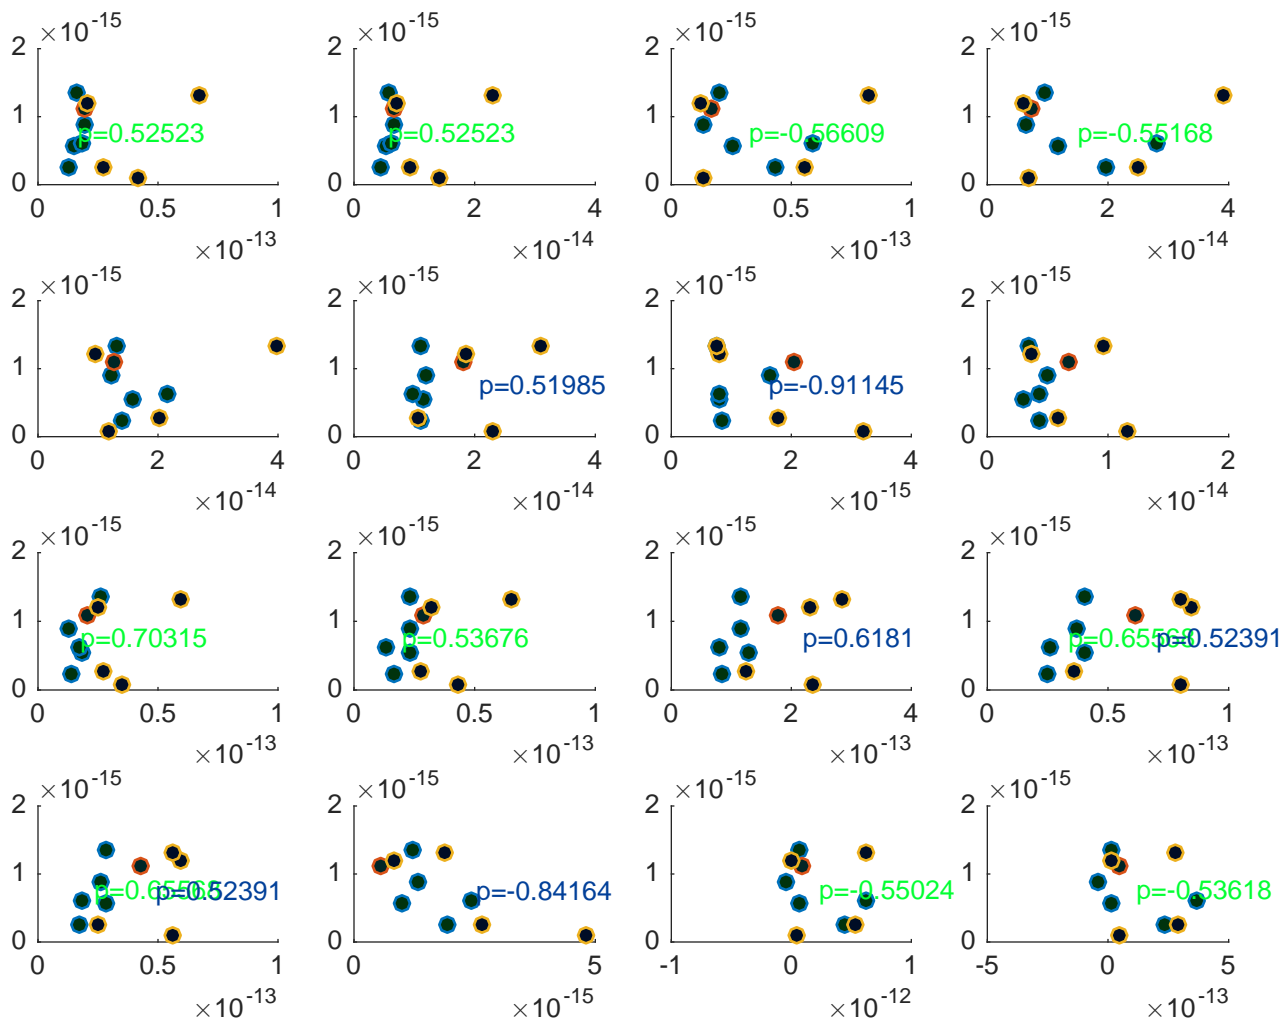 ×10-15 ×10-15 ×10-15 ×10-15
2 2 2 2
1 1 1 1
p=0.52523 p=0.52523 p=-0.56609 p=-0.55168
0 0 0 0
0 0.5 1 0 2 4 0 0.5 1 0 2 4
×10-13 ×10-14 ×10-13 ×10-14
×10-15 ×10-15 ×10-15 ×10-15
2 2 2 2
1 1 1 1
p=0.51985 p=-0.91145
0 0 0 0
0 2 4 0 2 4 0 2 4 0 1 2
×10-14 ×10-14 ×10-15 ×10-14
×10-15 ×10-15 ×10-15 ×10-15
2 2 2 2
1 1 1 1
p=0.70315 p=0.53676 p=0.6181 p=0.52391
0 0 0 0
0 0.5 1 0 0.5 1 0 2 4 0 0.5 1
×10-13 ×10-13 ×10-13 ×10-13
×10-15 ×10-15 ×10-15 ×10-15
2 2 2 2
1 1 1 1
p=0.52391 p=-0.84164 p=-0.55024 p=-0.53618
0 0 0 0
0 0.5 1 0 5 -1 0 1 -5 0 5
×10-13 ×10-15 ×10-12 ×10-13